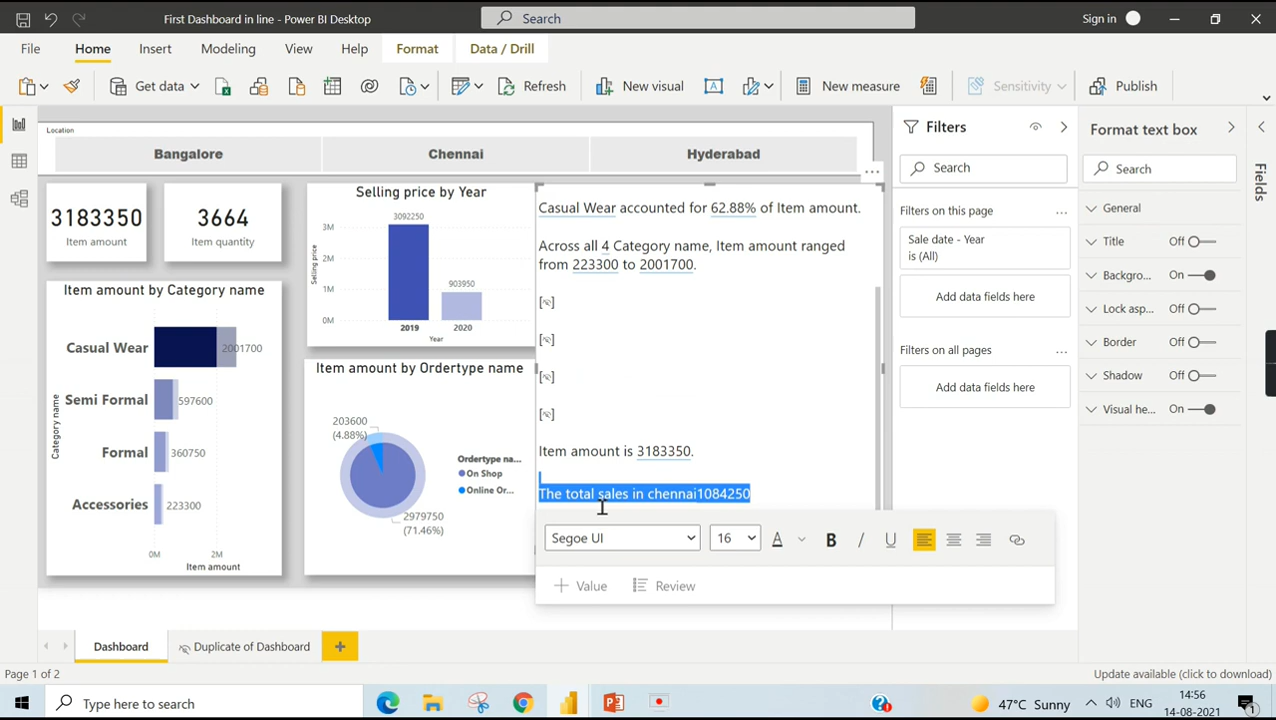 First Dashboard in line - Power BI Desktop
Search
Sign in
File
Home
Insert
Modeling
View
Help
Format
Data / Drill
Get data
Refresh
New visual
New measure
Sensitivity
Publish
Location
Bangalore
Chennai
Hyderabad
3183350
Item amount
3664
Item quantity
Selling price by Year
3092250
903950
3M
2M
1M
0M
Selling price
2019
2020
Year
Item amount by Category name
Casual Wear
2001700
Semi Formal
597600
Formal
360750
Accessories
223300
Category name
0M
2M
Item amount
Item amount by Ordertype name
203600
(4.88%)
Ordertype na...
On Shop
Online Or...
2979750
(71.46%)
Casual Wear accounted for 62.88% of Item amount.
Across all 4 Category name, Item amount ranged
from 223300 to 2001700.
Item amount is 3183350.
The total sales in chennai1084250
Segoe UI
16
A
B
I
U
Value
Review
Filters
Search
Filters on this page
...
Sale date - Year
is (All)
Add data fields here
Filters on all pages
...
Add data fields here
Format text box
Search
General
Title
Off
Backgro...
On
Lock asp...
Off
Border
Off
Shadow
Off
Visual he...
On
Fields
Dashboard
Duplicate of Dashboard
Page 1 of 2
Update available (click to download)
Type here to search
47°C Sunny
ENG
14:56
14-08-2021
1